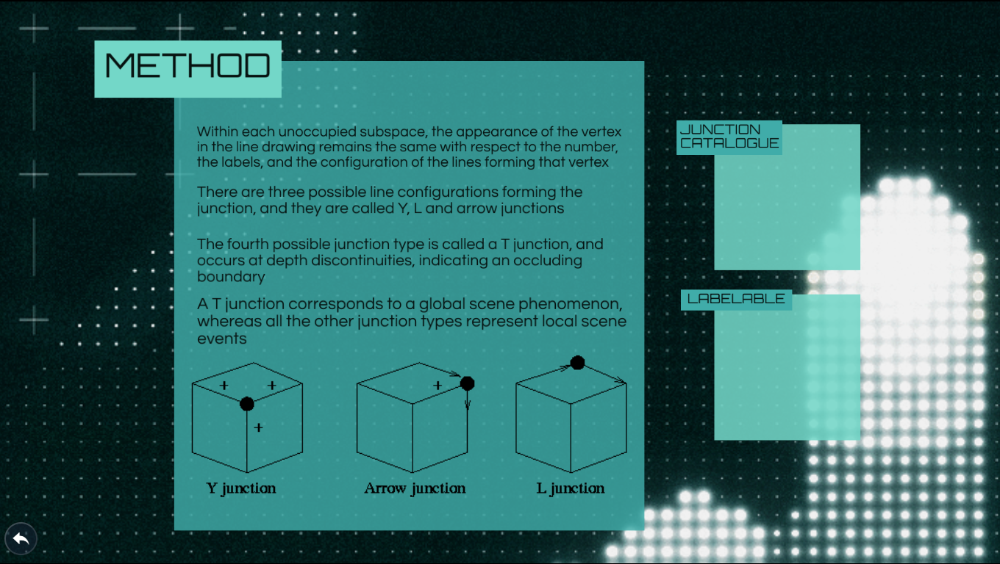 METHOD
Within each unoccupied subspace, the appearance of the vertex
in the line drawing remains the same with respect to the number,
the labels, and the configuration of the lines forming that vertex
There are three possible line configurations forming the
junction, and they are called Y, L and arrow junctions
The fourth possible junction type is called a T junction, and
occurs at depth discontinuities, indicating an occluding
boundary
A T junction corresponds to a global scene phenomenon,
whereas all the other junction types represent local scene
events
+ +
+
+
Y junction
Arrow junction
L junction
JUNCTION
CATALOGUE
LABELABLE